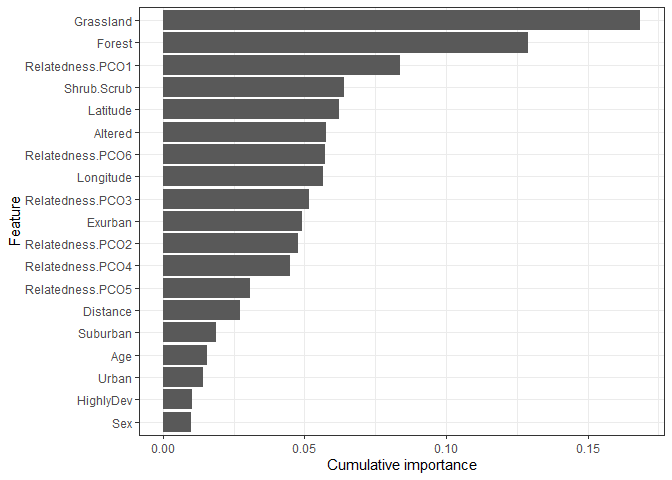 Grassland
Forest
Relatedness.PCO1
Shrub.Scrub
Latitude
Altered
Relatedness.PCO6
Longitude
Relatedness.PCO3
Exurban
Relatedness.PCO2
Relatedness.PCO4
Relatedness.PCO5
Distance
Suburban
Age
Urban
HighlyDev
Sex
Feature
0.00 0.05 0.10 0.15
Cumulative importance